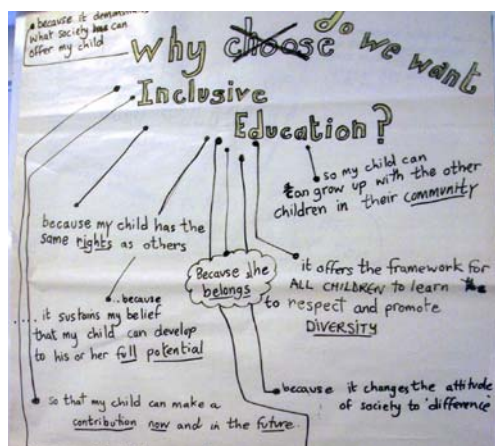 because it demons
what society can
offer my child
Why choose do we want
Inclusive
Education?
so my child can
can grow up with the other
children in their community
because my child has the
same rights as others
Because she
belongs
it offers the framework for
ALL CHILDREN to learn
to respect and promote
DIVERSITY
...because
.... it sustains my belief
that my child can develop
to his or her full potential
because it changes the attitude
of society to 'difference'
so that my child can make a
contribution now and in the future.